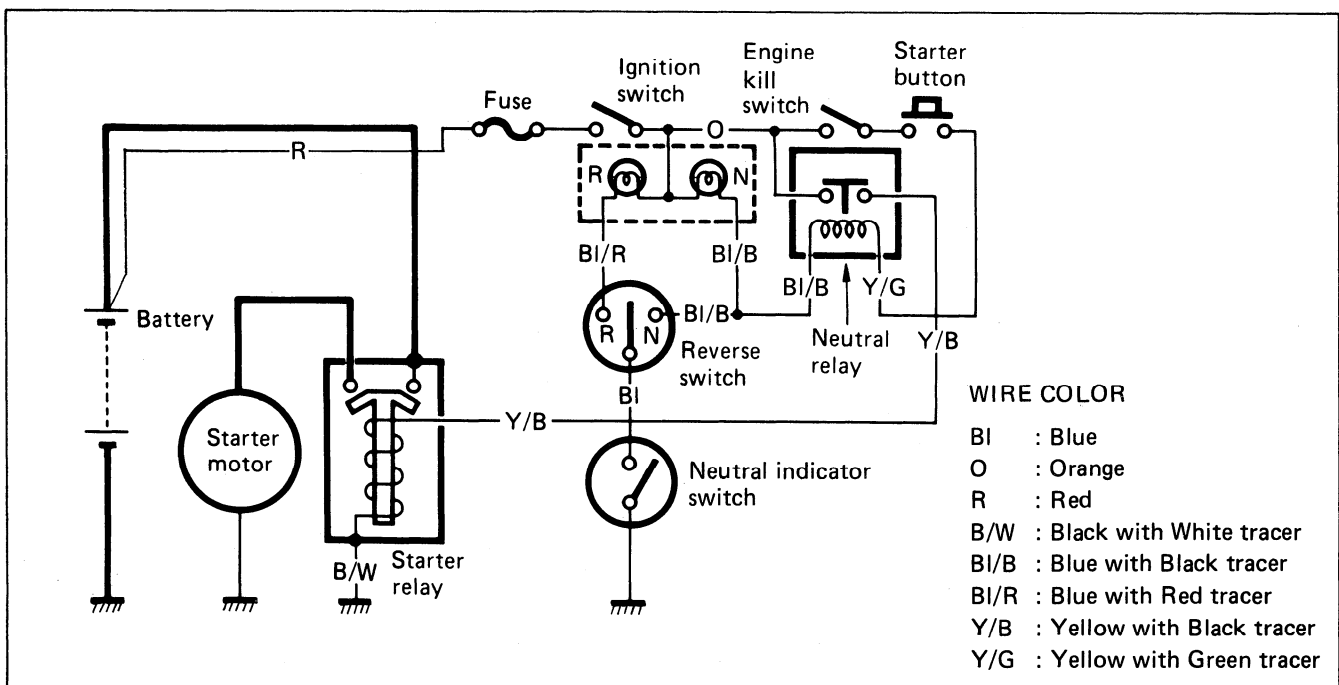 Ignition
switch
Engine
kill
switch
Starter
button
Fuse
R
O
R
N
Bl/R
Bl/B
Bl/B
Y/G
Battery
R
N
Bl/B
Reverse
switch
Neutral
relay
Y/B
Bl
Y/B
Starter
motor
Neutral indicator
switch
B/W
Starter
relay
WIRE COLOR
Bl : Blue
O : Orange
R : Red
B/W : Black with White tracer
Bl/B : Blue with Black tracer
Bl/R : Blue with Red tracer
Y/B : Yellow with Black tracer
Y/G : Yellow with Green tracer